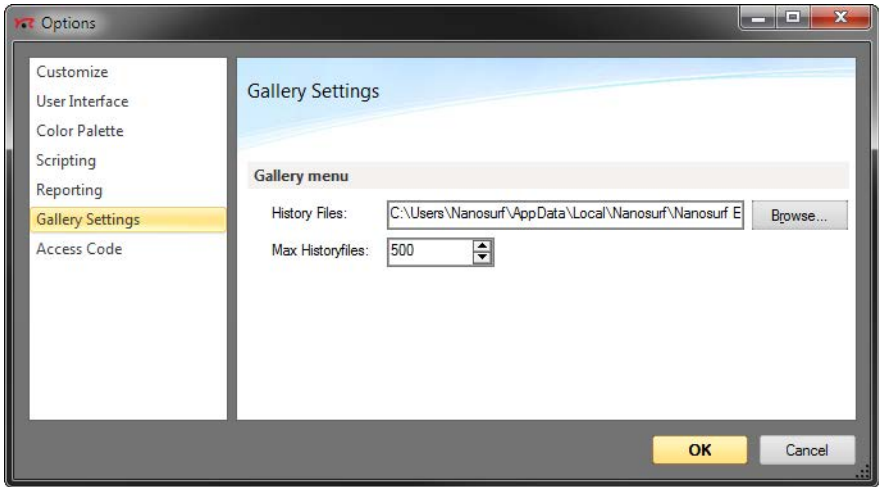 Options
Customize
User Interface
Color Palette
Scripting
Reporting
Gallery Settings
Access Code
Gallery Settings
Gallery menu
History Files: C:\Users\Nanosurf\AppData\Local\Nanosurf\Nanosurf E Browse...
Max Historyfiles: 500
OK Cancel